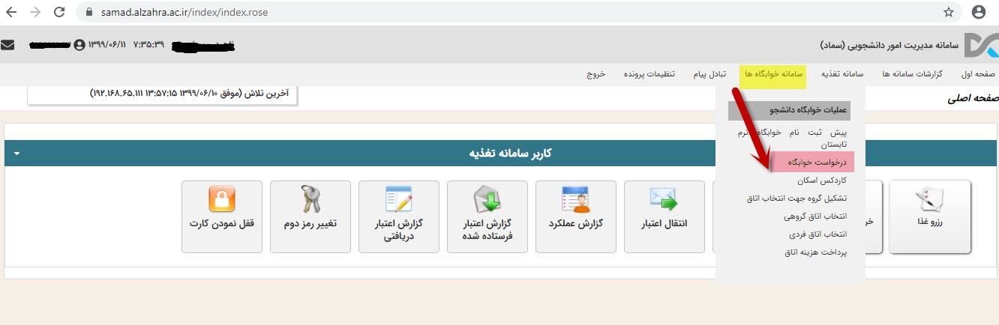 samad.alzahra.ac.ir/index/index.rose
سامانه مدیریت امور دانشجویی (سماد)
۷:۳۵:۳۹ ۱۳۹۹/۰۶/۱۱
صفحه اول گزارشات سامانه ها سامانه تغذیه سامانه خوابگاه ها تبادل پیام تنظیمات پرونده خروج
آخرین تلاش (موفق ۱۳۹۹/۰۶/۱۰ ۱۳:۵۷:۱۵ ۱۹۲.۱۶۸.۶۵.۱۱۱)
صفحه اصلی
عملیات خوابگاه دانشجو
پیش ثبت نام خوابگاه ترم
تابستان
درخواست خوابگاه
کاردکس اسکان
تشکیل گروه جهت انتخاب اتاق
انتخاب اتاق گروهی
انتخاب اتاق فردی
پرداخت هزینه اتاق
کاربر سامانه تغذیه
رزرو غذا
انتقال اعتبار
گزارش عملکرد
گزارش اعتبار
فرستاده شده
گزارش اعتبار
دریافتی
تغییر رمز دوم
قفل نمودن کارت